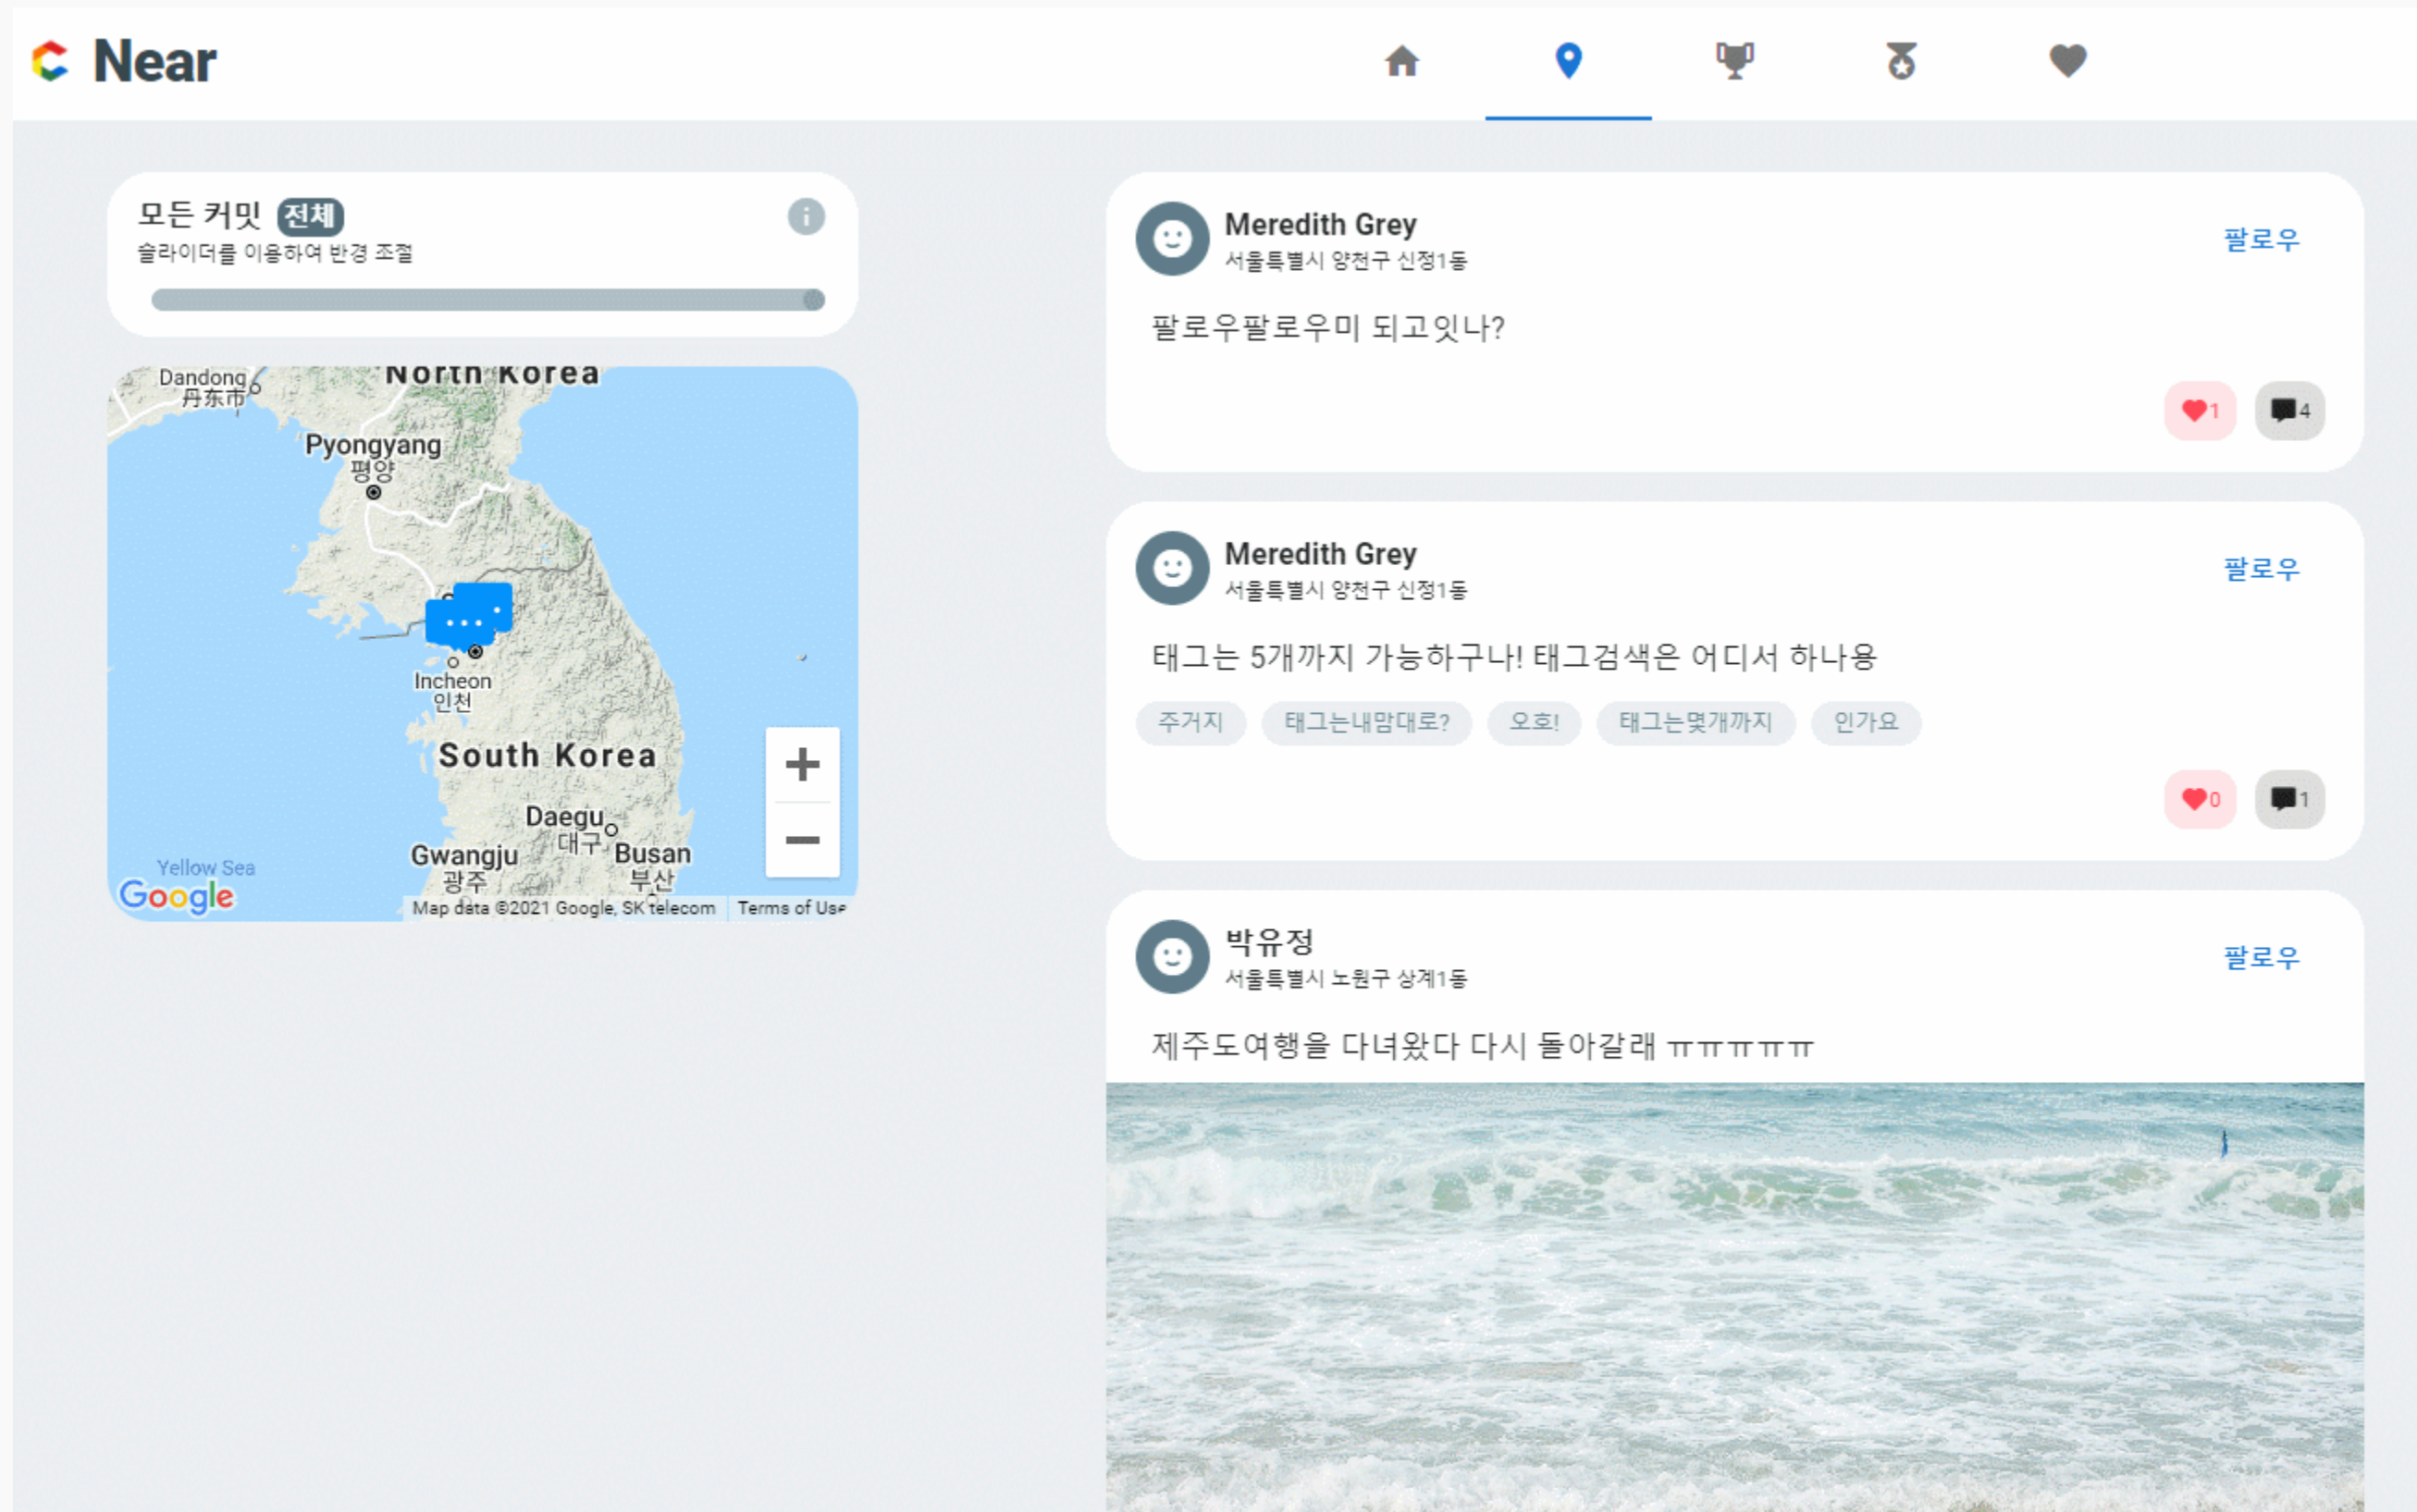 Near
모든 커밋 전체
슬라이더를 이용하여 반경 조절
North Korea
Dandong
丹东市
Pyongyang
평양
Incheon
인천
South Korea
Daegu
대구
Gwangju
광주
Busan
부산
Yellow Sea
Google
Map data ©2021 Google, SK telecom
Terms of Use
Meredith Grey
서울특별시 양천구 신정1동
팔로우
팔로우팔로우미 되고잇나?
1 4
Meredith Grey
서울특별시 양천구 신정1동
팔로우
태그는 5개까지 가능하구나! 태그검색은 어디서 하나용
주거지 태그는내맘대로? 오호! 태그는몇개까지 인가요
0 1
박유정
서울특별시 노원구 상계1동
팔로우
제주도여행을 다녀왔다 다시 돌아갈래 ㅠㅠㅠㅠㅠ